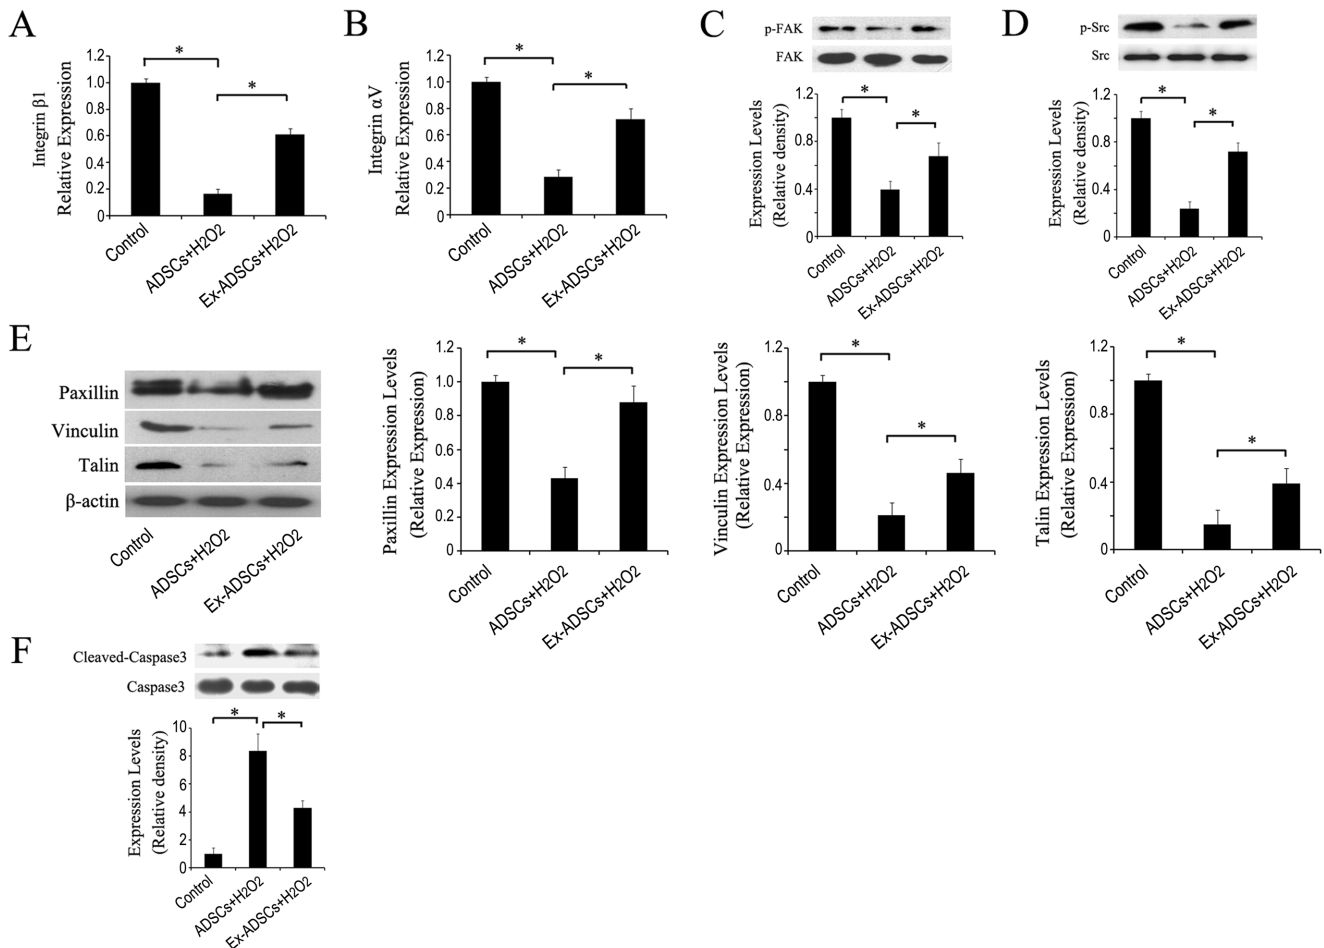 A
Integrin β1
Relative Expression
1.2
1.0
0.8
0.6
0.4
0.2
0
*
*
Control
ADSCs+H2O2
Ex-ADSCs+H2O2
B
Integrin αV
Relative Expression
1.2
1.0
0.8
0.6
0.4
0.2
0
*
*
Control
ADSCs+H2O2
Ex-ADSCs+H2O2
C
p-FAK
FAK
Expression Levels
(Relative density)
1.2
0.8
0.4
0
*
*
Control
ADSCs+H2O2
Ex-ADSCs+H2O2
D
p-Src
Src
Expression Levels
(Relative density)
1.2
0.8
0.4
0
*
*
Control
ADSCs+H2O2
Ex-ADSCs+H2O2
E
Paxillin
Vinculin
Talin
β-actin
Control
ADSCs+H2O2
Ex-ADSCs+H2O2
Paxillin Expression Levels
(Relative Expression)
1.2
1.0
0.8
0.6
0.4
0.2
0
*
*
Control
ADSCs+H2O2
Ex-ADSCs+H2O2
Vinculin Expression Levels
(Relative Expression)
1.2
0.8
0.4
0
*
*
Control
ADSCs+H2O2
Ex-ADSCs+H2O2
Talin Expression Levels
(Relative Expression)
1.2
0.8
0.4
0
*
*
Control
ADSCs+H2O2
Ex-ADSCs+H2O2
F
Cleaved-Caspase3
Caspase3
Expression Levels
(Relative density)
10
8
6
4
2
0
*
*
Control
ADSCs+H2O2
Ex-ADSCs+H2O2